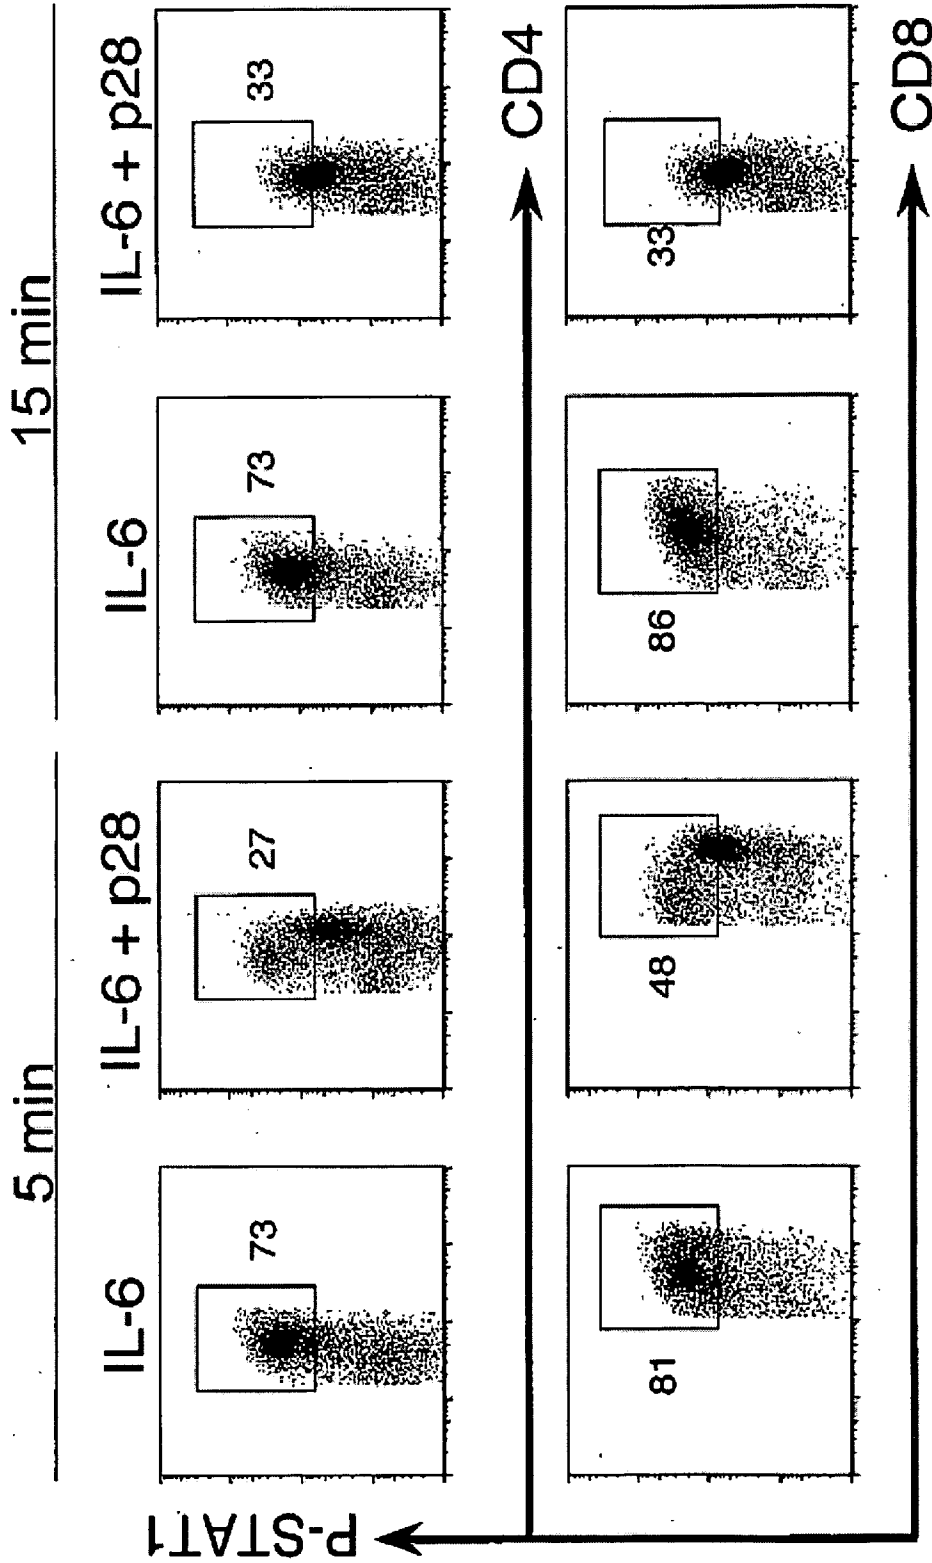 5 min
15 min
IL-6
IL-6 + p28
IL-6
IL-6 + p28
73
27
73
33
CD4
81
48
86
33
CD8
P-STAT1